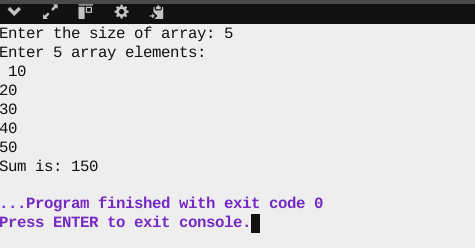 Enter the size of array: 5
Enter 5 array elements:
 10
20
30
40
50
Sum is: 150
...Program finished with exit code 0
Press ENTER to exit console.